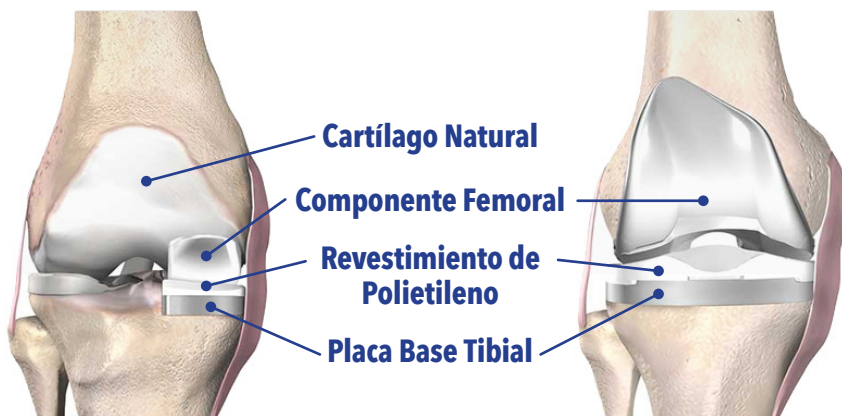 Cartílago Natural
Componente Femoral
Revestimiento de
Polietileno
Placa Base Tibial